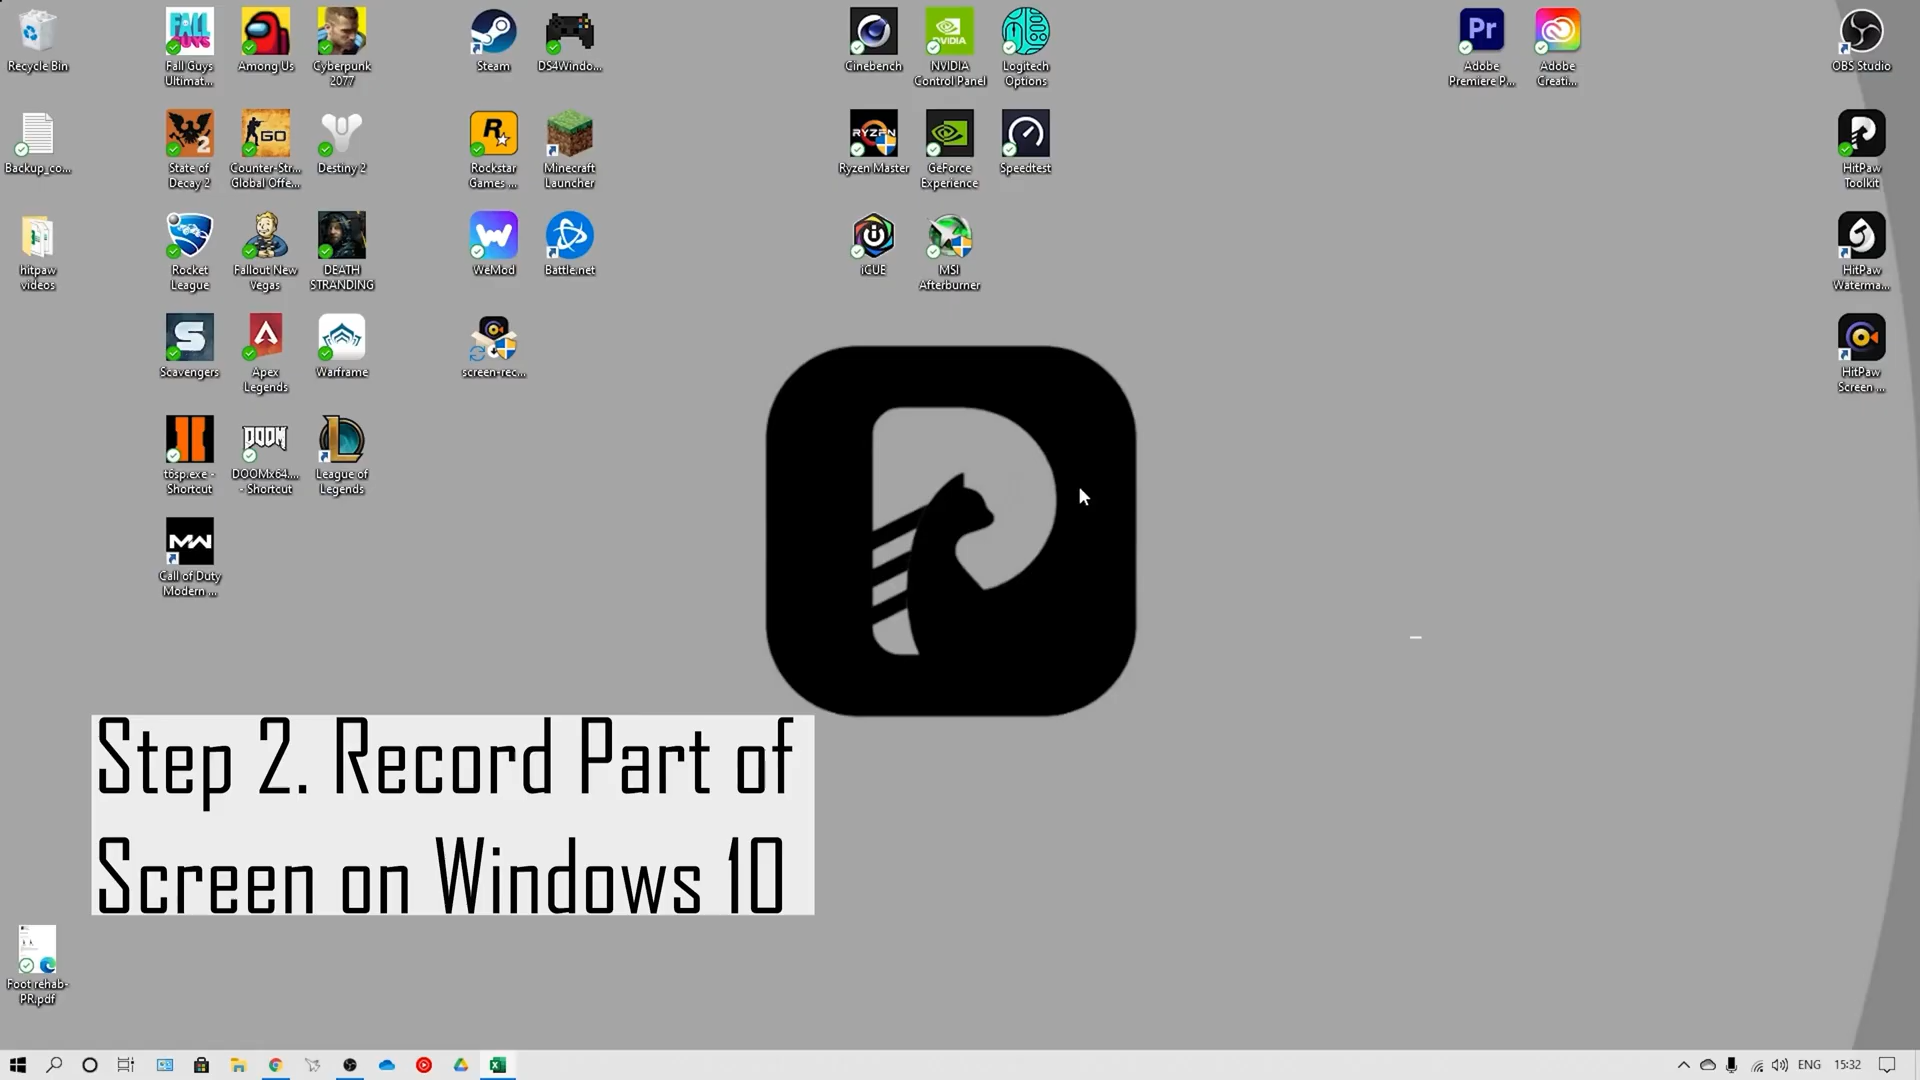 Recycle Bin
Fall Guys
Ultimat...
Among Us
Cyberpunk
2077
Steam
DS4Windo...
Cinebench
NVIDIA
Control Panel
Logitech
Options
Adobe
Premiere P...
Adobe
Creati...
OBS Studio
Backup_co...
State of
Decay 2
Counter-Str...
Global Offe...
Destiny 2
Rockstar
Games ...
Minecraft
Launcher
Ryzen Master
GeForce
Experience
Speedtest
HitPaw
Toolkit
hitpaw
videos
Rocket
League
Fallout New
Vegas
DEATH
STRANDING
WeMod
Battle.net
iCUE
MSI
Afterburner
HitPaw
Waterma...
Scavengers
Apex
Legends
Warframe
screen-rec...
HitPaw
Screen ...
t6sp.exe -
Shortcut
DOOMx64....
- Shortcut
League of
Legends
Call of Duty
Modern ...
Step 2. Record Part of
Screen on Windows 10
Foot rehab-
PR.pdf
ENG
15:32